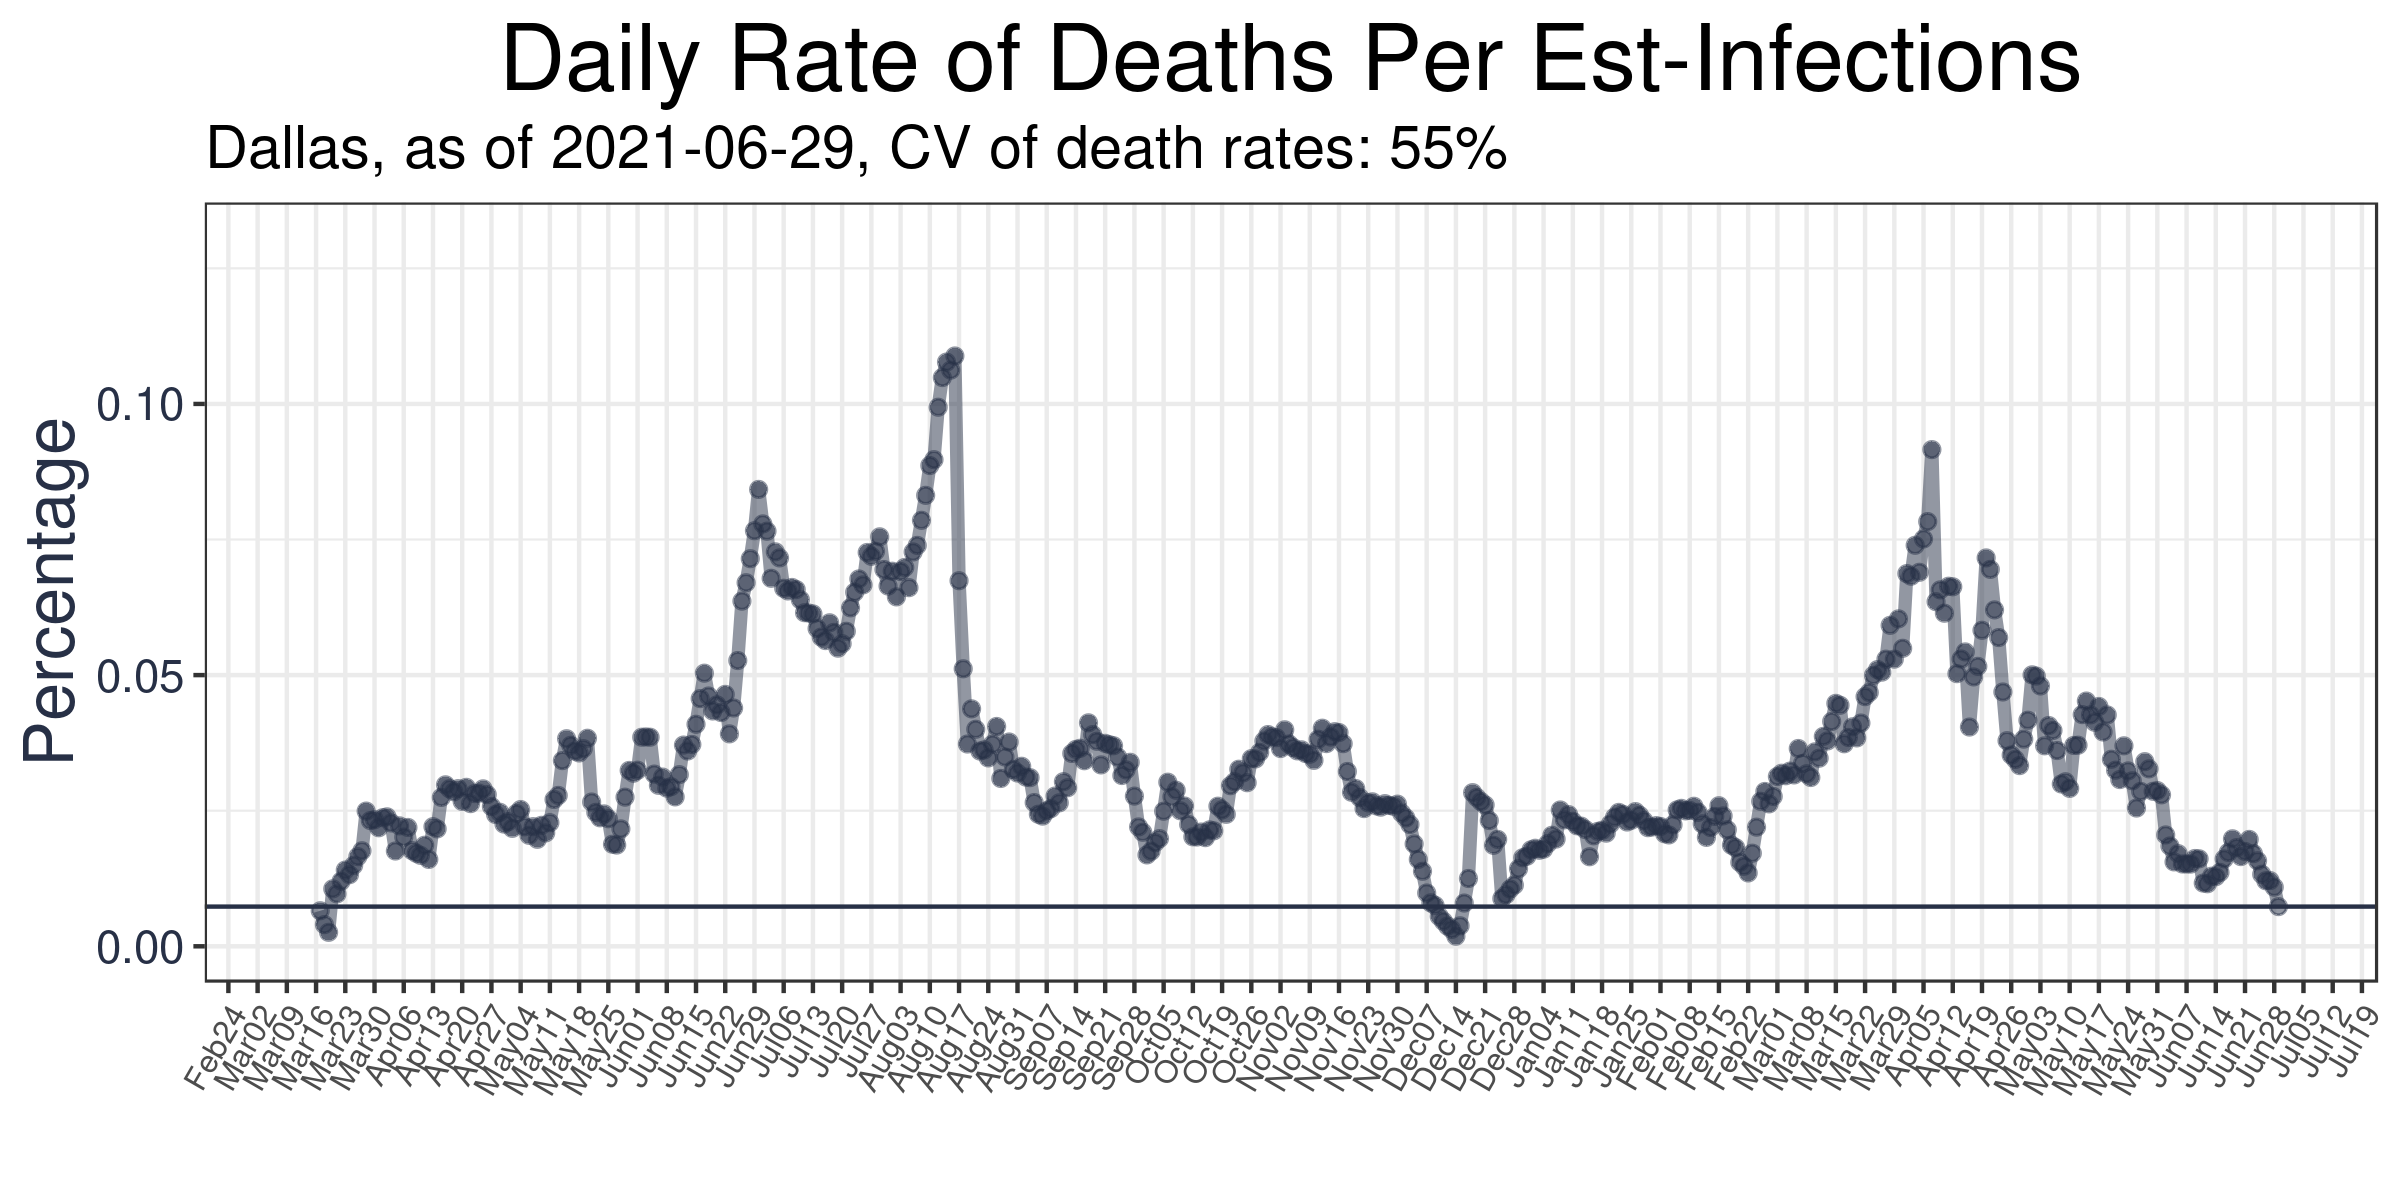 Daily Rate of Deaths Per Est-Infections
Dallas, as of 2021-06-29, CV of death rates: 55%
Percentage
0.10
0.05
0.00
Feb24
Mar02
Mar09
Mar16
Mar23
Mar30
Apr06
Apr13
Apr20
Apr27
May04
May11
May18
May25
Jun01
Jun08
Jun15
Jun22
Jun29
Jul06
Jul13
Jul20
Jul27
Aug03
Aug10
Aug17
Aug24
Aug31
Sep07
Sep14
Sep21
Sep28
Oct05
Oct12
Oct19
Oct26
Nov02
Nov09
Nov16
Nov23
Nov30
Dec07
Dec14
Dec21
Dec28
Jan04
Jan11
Jan18
Jan25
Feb01
Feb08
Feb15
Feb22
Mar01
Mar08
Mar15
Mar22
Mar29
Apr05
Apr12
Apr19
Apr26
May03
May10
May17
May24
May31
Jun07
Jun14
Jun21
Jun28
Jul05
Jul12
Jul19